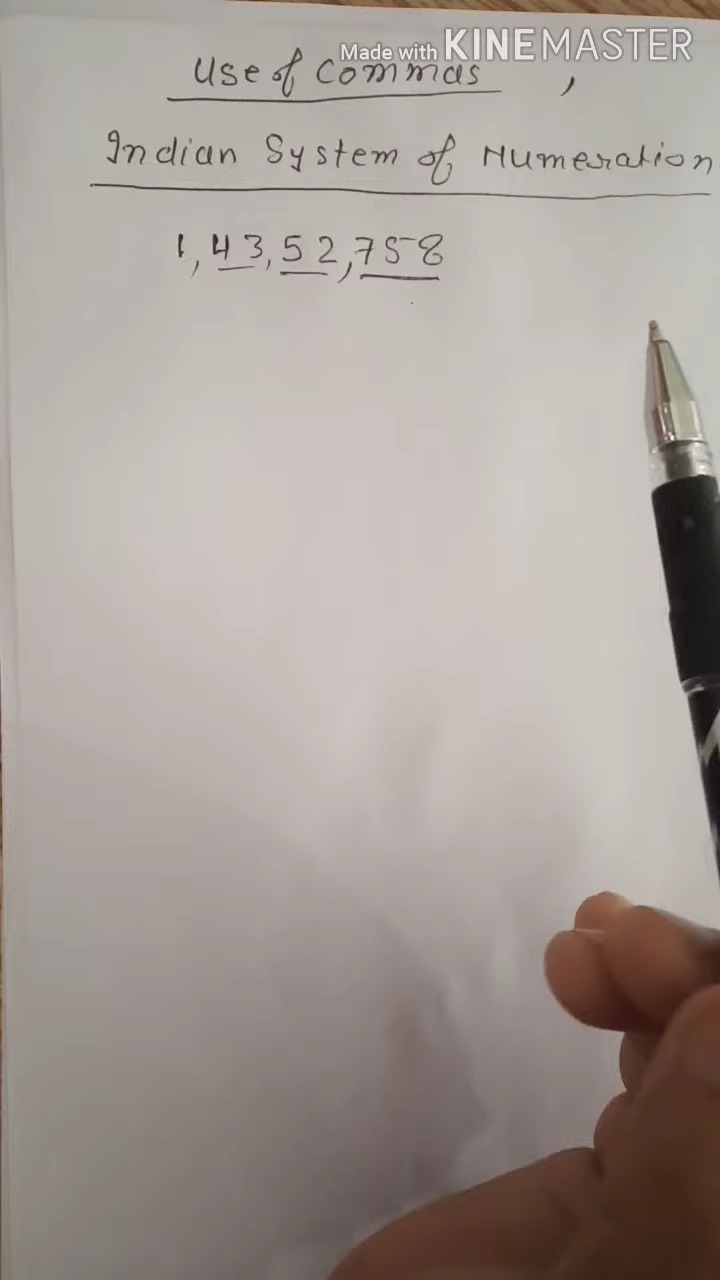 Made with KINEMASTER
Use of Commas ,
Indian System of Numeration
1,43,52,758